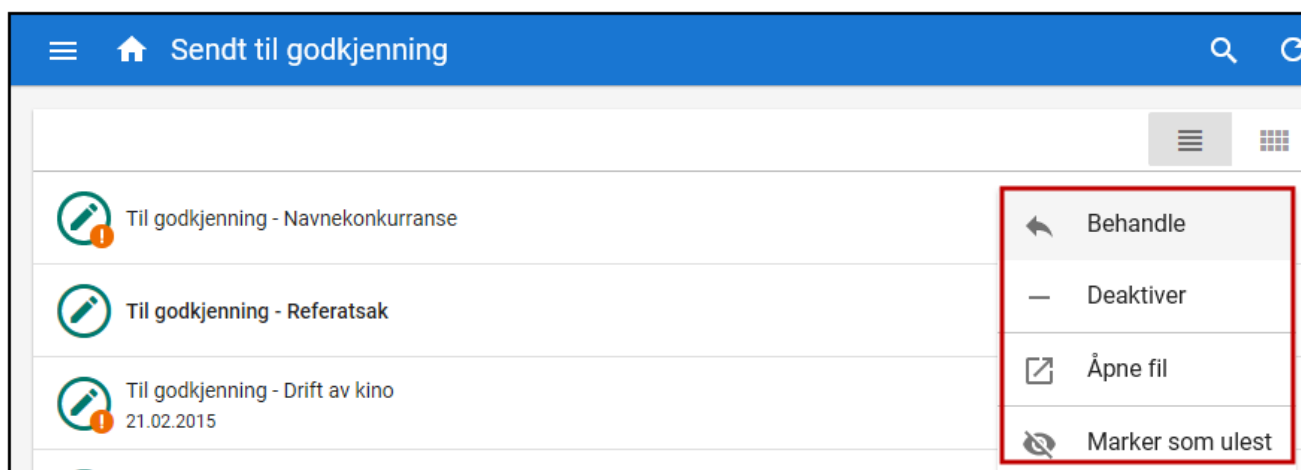 Sendt til godkjenning
Til godkjenning - Navnekonkurranse
Behandle
Til godkjenning - Referatsak
Deaktiver
Til godkjenning - Drift av kino
21.02.2015
Åpne fil
Marker som ulest